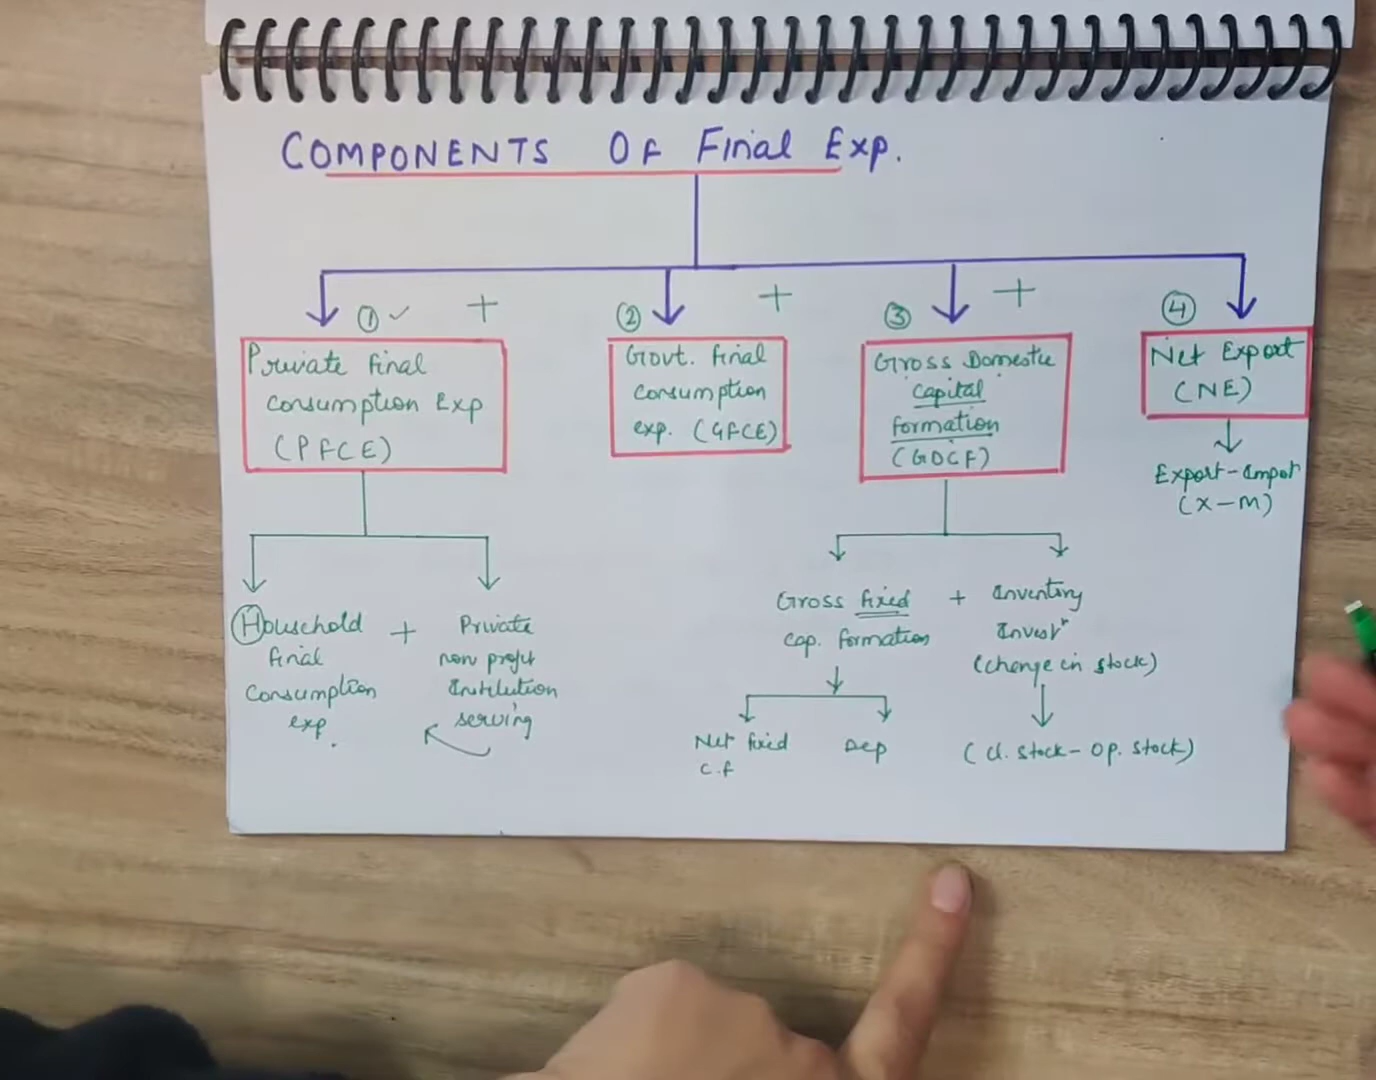 COMPONENTS OF Final Exp.
① ✓ +
Private final
consumption Exp
(PFCE)
② +
Govt. final
consumption
exp. (GFCE)
③ +
Gross Domestic
capital
formation
(GDCF)
④
Net Export
(NE)
Export-Import
(X-M)
Household
final
consumption
exp.
+
Private
non profit
Institution
serving
Gross fixed
cap. formation
+
Inventory
Invest^n
(change in stock)
Net fixed
c.f
Dep
(cl. stock - op. stock)